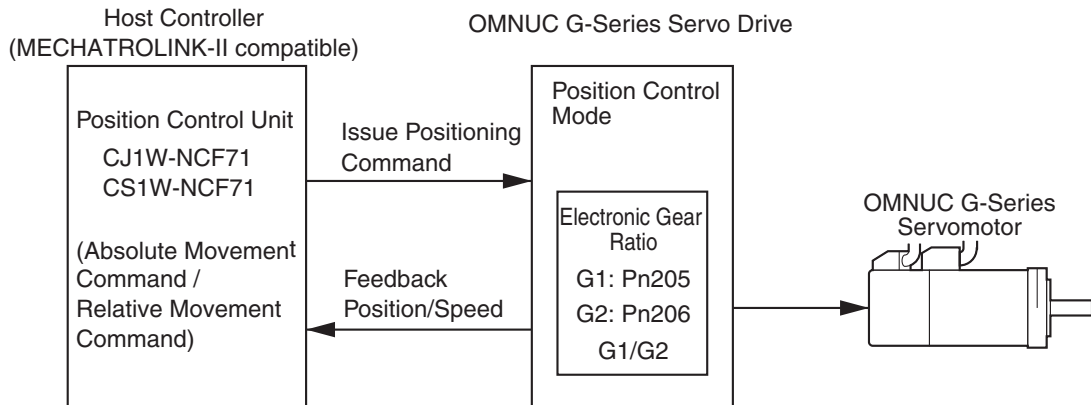 Host Controller
(MECHATROLINK-II compatible)
OMNUC G-Series Servo Drive
Position Control Unit
CJ1W-NCF71
CS1W-NCF71
(Absolute Movement
Command /
Relative Movement
Command)
Issue Positioning
Command
Feedback
Position/Speed
Position Control
Mode
Electronic Gear
Ratio
G1: Pn205
G2: Pn206
G1/G2
OMNUC G-Series
Servomotor